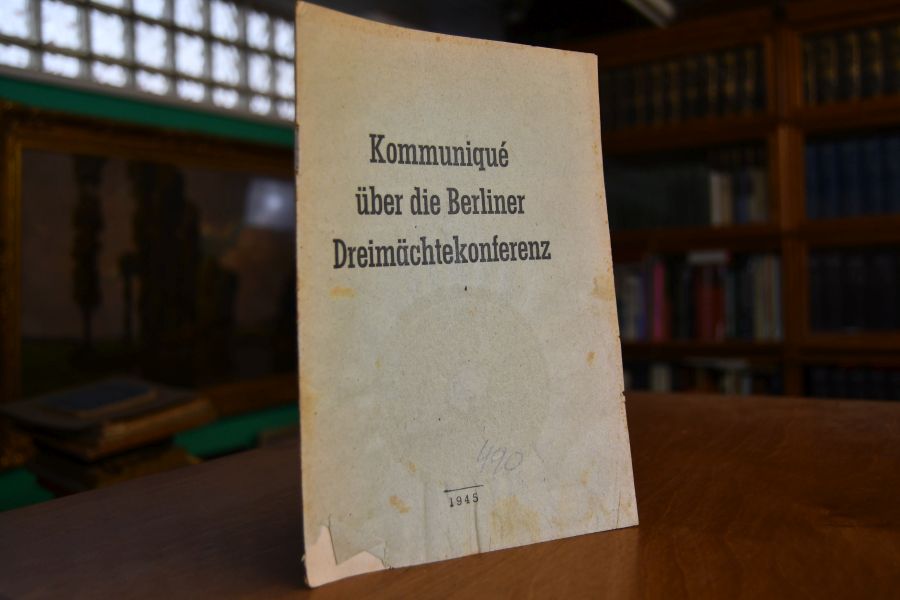 Kommuniqué
über die Berliner
Dreimächtekonferenz
490
1945